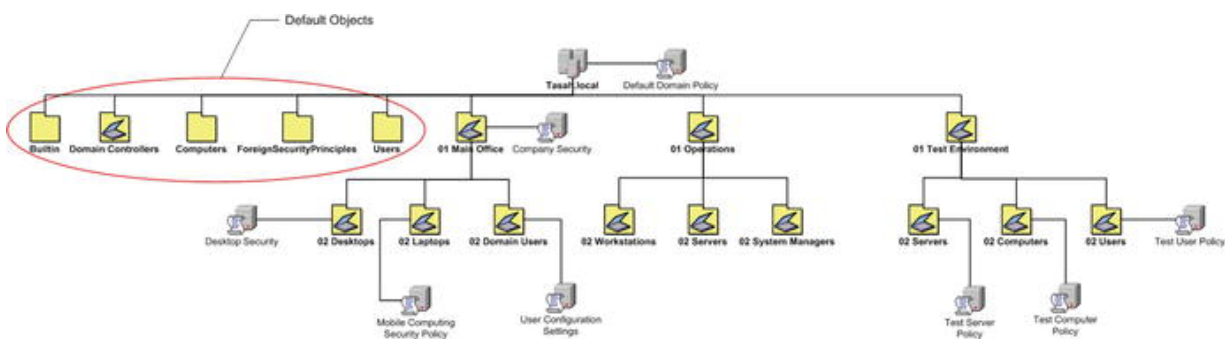 Default Objects
Tasail.local
Default Domain Policy
Builtin
Domain Controllers
Computers
ForeignSecurityPrinciples
Users
01 Main Office
Company Security
01 Operations
01 Test Environment
Desktop Security
02 Desktops
02 Laptops
02 Domain Users
02 Workstations
02 Servers
02 System Managers
02 Servers
02 Computers
02 Users
Test User Policy
Mobile Computing
Security Policy
User Configuration
Settings
Test Server
Policy
Test Computer
Policy